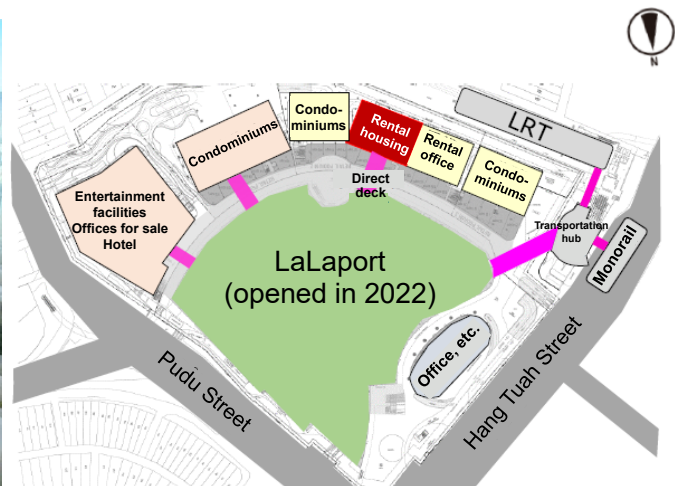 N
Condo-
miniums
Condominiums
Rental
housing
Rental
office
Condo-
miniums
LRT
Direct
deck
Entertainment
facilities
Offices for sale
Hotel
Transportation
hub
Monorail
LaLaport
(opened in 2022)
Office, etc.
Pudu Street
Hang Tuah Street